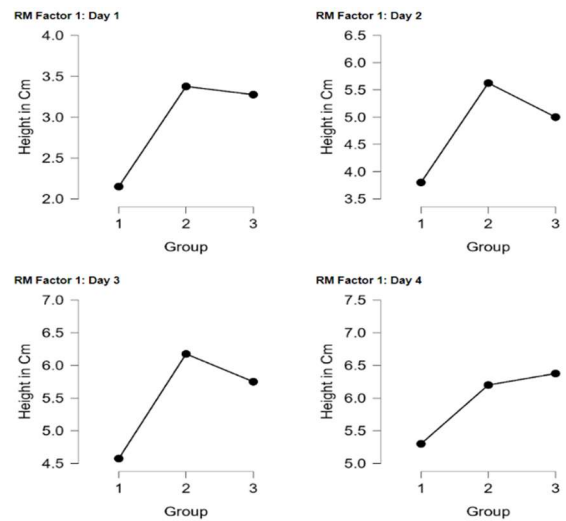 RM Factor 1: Day 1
4.0
3.5
3.0
2.5
2.0
Height in Cm
1 2 3
Group
RM Factor 1: Day 2
6.5
6.0
5.5
5.0
4.5
4.0
3.5
Height in Cm
1 2 3
Group
RM Factor 1: Day 3
7.0
6.5
6.0
5.5
5.0
4.5
Height in Cm
1 2 3
Group
RM Factor 1: Day 4
7.5
7.0
6.5
6.0
5.5
5.0
Height in Cm
1 2 3
Group